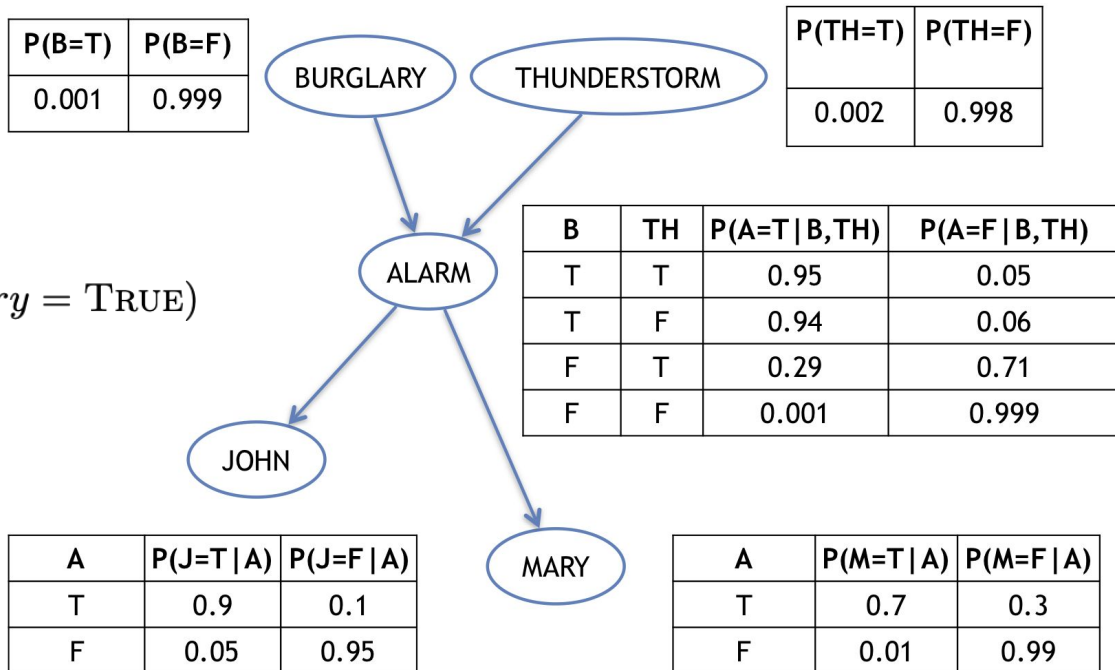 P(B=T) P(B=F)
0.001 0.999
BURGLARY
THUNDERSTORM
P(TH=T) P(TH=F)
0.002 0.998
y = TRUE)
ALARM
B TH P(A=T|B,TH) P(A=F|B,TH)
T T 0.95 0.05
T F 0.94 0.06
F T 0.29 0.71
F F 0.001 0.999
JOHN
MARY
A P(J=T|A) P(J=F|A)
T 0.9 0.1
F 0.05 0.95
A P(M=T|A) P(M=F|A)
T 0.7 0.3
F 0.01 0.99